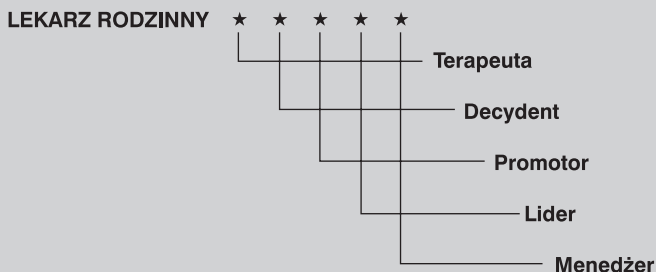 LEKARZ RODZINNY ★ ★ ★ ★ ★
Terapeuta
Decydent
Promotor
Lider
Menedżer